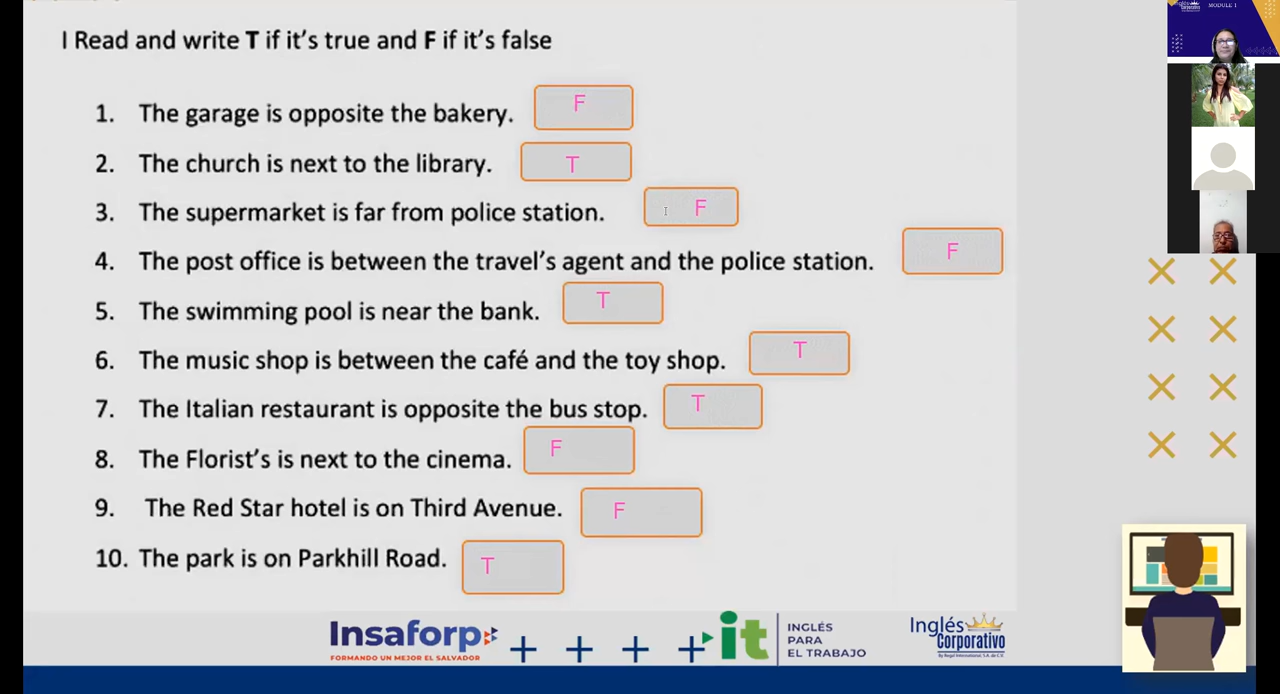 I Read and write T if it's true and F if it's false
1. The garage is opposite the bakery. F
2. The church is next to the library. T
3. The supermarket is far from police station. F
4. The post office is between the travel's agent and the police station. F
5. The swimming pool is near the bank. T
6. The music shop is between the café and the toy shop. T
7. The Italian restaurant is opposite the bus stop. T
8. The Florist's is next to the cinema. F
9. The Red Star hotel is on Third Avenue. F
10. The park is on Parkhill Road. T
Insaforp
FORMANDO UN MEJOR EL SALVADOR
it
INGLÉS
PARA
EL TRABAJO
Inglés
Corporativo
MODULE 1